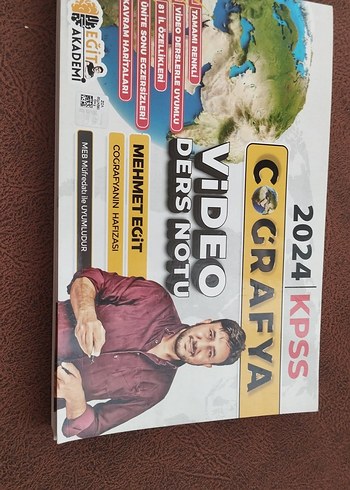 2024 KPSS
COĞRAFYA
VİDEO
DERS NOTU
MEHMET EĞİT
COĞRAFYANIN HAFIZASI
MEB Müfredatı ile UYUMLUDUR
TAMAMI RENKLİ
VİDEO DERSLERLE UYUMLU
81 İL ÖZELLİKLERİ
ÜNİTE SONU EGZERSİZLERİ
KAVRAM HARİTALARI
EĞİT
AKADEMİ